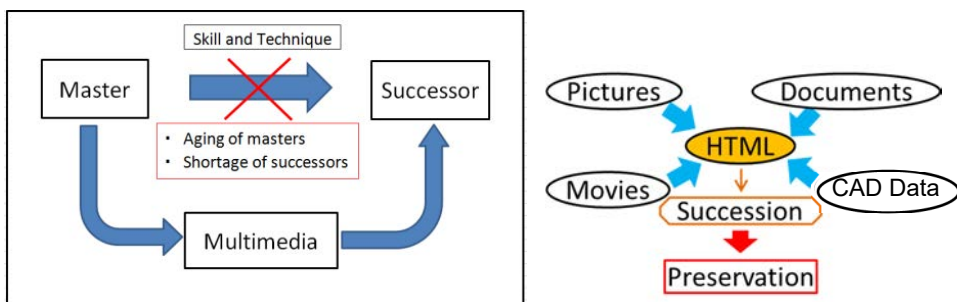 Skill and Technique
Master
Successor
・ Aging of masters
・ Shortage of successors
Multimedia
Pictures
Documents
HTML
Movies
CAD Data
Succession
Preservation